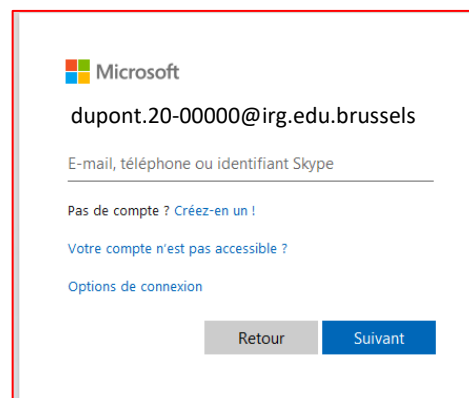 Microsoft
dupont.20-00000@irg.edu.brussels
E-mail, téléphone ou identifiant Skype
Pas de compte ? Créez-en un !
Votre compte n'est pas accessible ?
Options de connexion
Retour Suivant